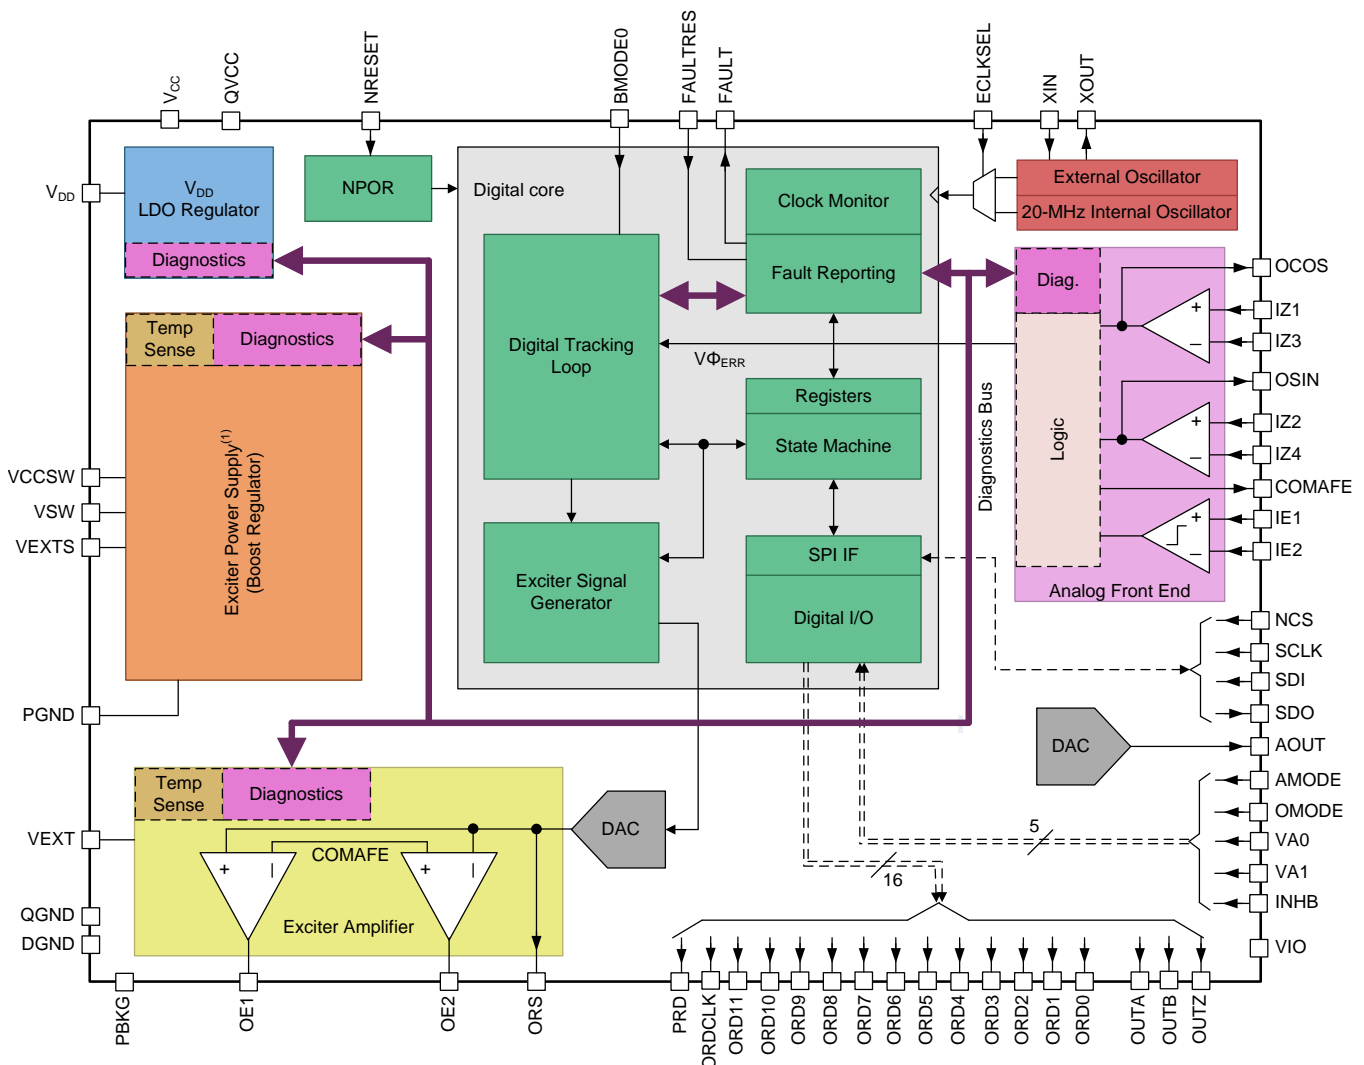 V_CC
QVCC
NRESET
BMODE0
FAULTRES
FAULT
ECLKSEL
XIN
XOUT
V_DD
V_DD
LDO Regulator
Diagnostics
NPOR
Digital core
Clock Monitor
Fault Reporting
External Oscillator
20-MHz Internal Oscillator
Temp
Sense
Diagnostics
Exciter Power Supply(1)
(Boost Regulator)
VCCSW
VSW
VEXTS
PGND
Digital Tracking
Loop
VΦ_ERR
Registers
State Machine
Exciter Signal
Generator
SPI IF
Digital I/O
Diagnostics Bus
Diag.
Logic
+
–
+
–
+
–
Analog Front End
OCOS
IZ1
IZ3
OSIN
IZ2
IZ4
COMAFE
IE1
IE2
NCS
SCLK
SDI
SDO
DAC
AOUT
AMODE
OMODE
VA0
VA1
INHB
VIO
5
16
Temp
Sense
Diagnostics
DAC
VEXT
COMAFE
+
–
+
–
Exciter Amplifier
QGND
DGND
PBKG
OE1
OE2
ORS
PRD
ORDCLK
ORD11
ORD10
ORD9
ORD8
ORD7
ORD6
ORD5
ORD4
ORD3
ORD2
ORD1
ORD0
OUTA
OUTB
OUTZ